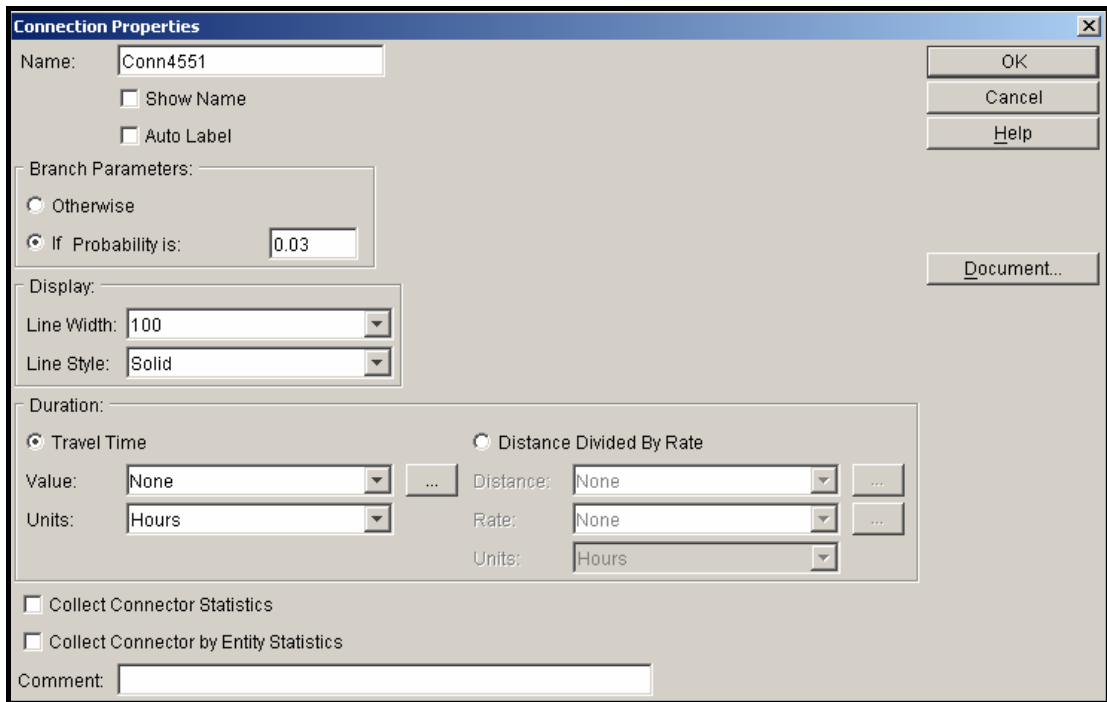 Connection Properties
Name: Conn4551
OK
Show Name
Cancel
Auto Label
Help
Branch Parameters:
Otherwise
If Probability is: 0.03
Document...
Display:
Line Width: 100
Line Style: Solid
Duration:
Travel Time
Distance Divided By Rate
Value: None ...
Distance: None ...
Units: Hours
Rate: None ...
Units: Hours
Collect Connector Statistics
Collect Connector by Entity Statistics
Comment: